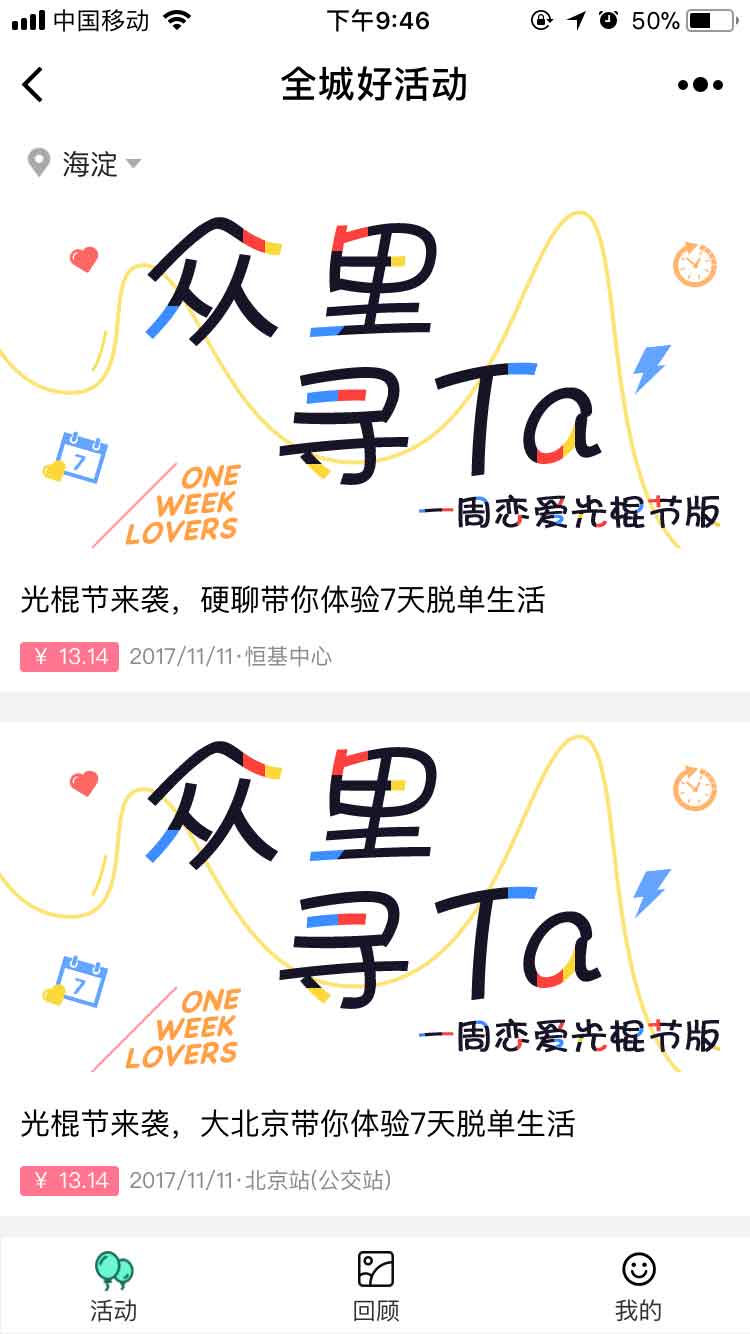 中国移动 下午9:46 50%
全城好活动
海淀
众里
寻Ta
7
ONE
WEEK
LOVERS
一周恋爱光棍节版
光棍节来袭，硬聊带你体验7天脱单生活
¥ 13.14 2017/11/11·恒基中心
众里
寻Ta
7
ONE
WEEK
LOVERS
一周恋爱光棍节版
光棍节来袭，大北京带你体验7天脱单生活
¥ 13.14 2017/11/11·北京站(公交站)
活动 回顾 我的